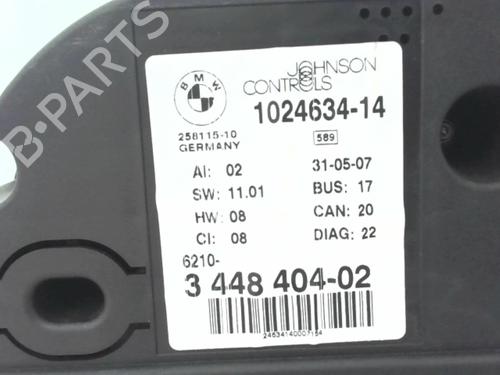 B-PARTS
BMW
JOHNSON
CONTROLS
1024634-14
258115-10
GERMANY
589
AI: 02 31-05-07
SW: 11.01 BUS: 17
HW: 08 CAN: 20
CI: 08 DIAG: 22
6210-
3 448 404-02
24634140007154